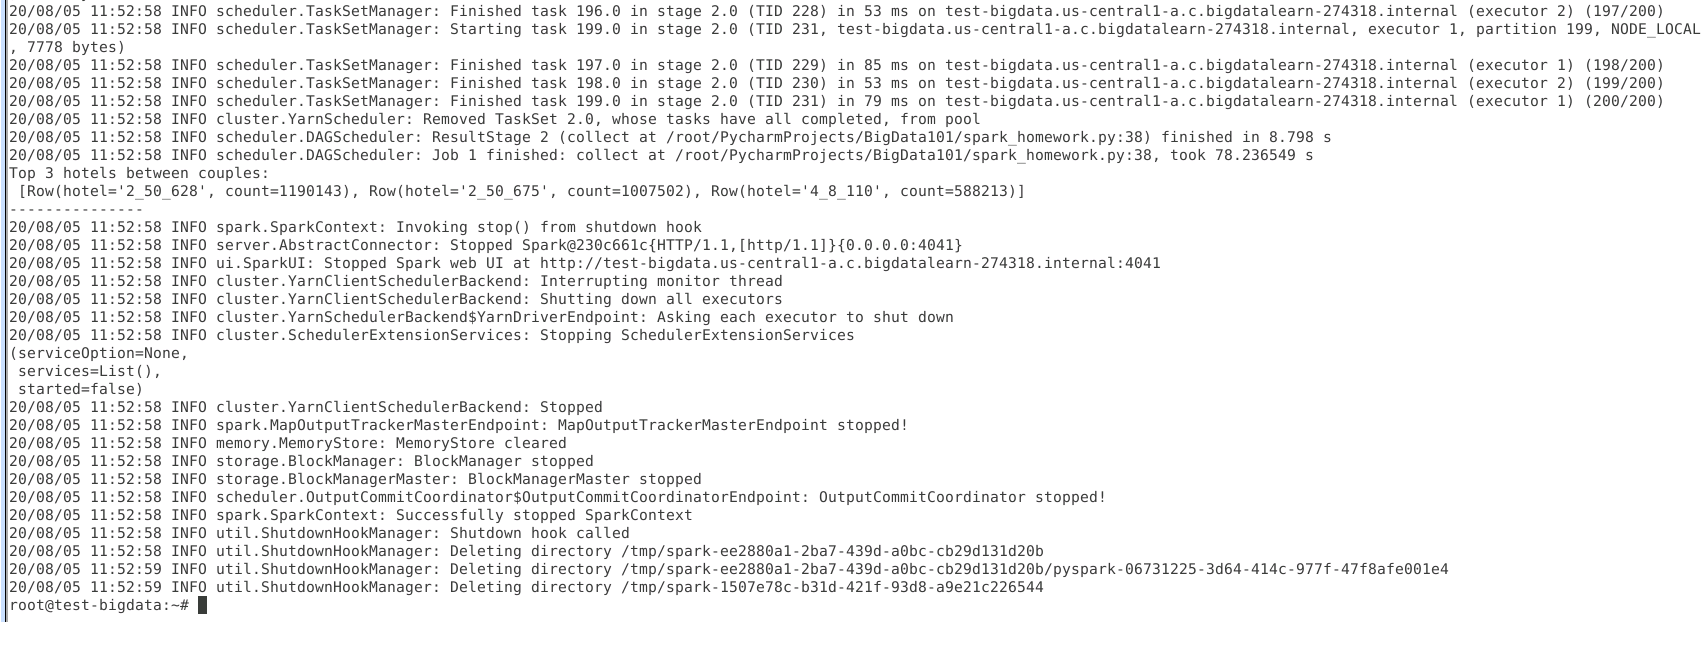 20/08/05 11:52:58 INFO scheduler.TaskSetManager: Finished task 196.0 in stage 2.0 (TID 228) in 53 ms on test-bigdata.us-central1-a.c.bigdatalearn-274318.internal (executor 2) (197/200)
20/08/05 11:52:58 INFO scheduler.TaskSetManager: Starting task 199.0 in stage 2.0 (TID 231, test-bigdata.us-central1-a.c.bigdatalearn-274318.internal, executor 1, partition 199, NODE_LOCAL
, 7778 bytes)
20/08/05 11:52:58 INFO scheduler.TaskSetManager: Finished task 197.0 in stage 2.0 (TID 229) in 85 ms on test-bigdata.us-central1-a.c.bigdatalearn-274318.internal (executor 1) (198/200)
20/08/05 11:52:58 INFO scheduler.TaskSetManager: Finished task 198.0 in stage 2.0 (TID 230) in 53 ms on test-bigdata.us-central1-a.c.bigdatalearn-274318.internal (executor 2) (199/200)
20/08/05 11:52:58 INFO scheduler.TaskSetManager: Finished task 199.0 in stage 2.0 (TID 231) in 79 ms on test-bigdata.us-central1-a.c.bigdatalearn-274318.internal (executor 1) (200/200)
20/08/05 11:52:58 INFO cluster.YarnScheduler: Removed TaskSet 2.0, whose tasks have all completed, from pool
20/08/05 11:52:58 INFO scheduler.DAGScheduler: ResultStage 2 (collect at /root/PycharmProjects/BigData101/spark_homework.py:38) finished in 8.798 s
20/08/05 11:52:58 INFO scheduler.DAGScheduler: Job 1 finished: collect at /root/PycharmProjects/BigData101/spark_homework.py:38, took 78.236549 s
Top 3 hotels between couples:
 [Row(hotel='2_50_628', count=1190143), Row(hotel='2_50_675', count=1007502), Row(hotel='4_8_110', count=588213)]
---------------
20/08/05 11:52:58 INFO spark.SparkContext: Invoking stop() from shutdown hook
20/08/05 11:52:58 INFO server.AbstractConnector: Stopped Spark@230c661c{HTTP/1.1,[http/1.1]}{0.0.0.0:4041}
20/08/05 11:52:58 INFO ui.SparkUI: Stopped Spark web UI at http://test-bigdata.us-central1-a.c.bigdatalearn-274318.internal:4041
20/08/05 11:52:58 INFO cluster.YarnClientSchedulerBackend: Interrupting monitor thread
20/08/05 11:52:58 INFO cluster.YarnClientSchedulerBackend: Shutting down all executors
20/08/05 11:52:58 INFO cluster.YarnSchedulerBackend$YarnDriverEndpoint: Asking each executor to shut down
20/08/05 11:52:58 INFO cluster.SchedulerExtensionServices: Stopping SchedulerExtensionServices
(serviceOption=None,
 services=List(),
 started=false)
20/08/05 11:52:58 INFO cluster.YarnClientSchedulerBackend: Stopped
20/08/05 11:52:58 INFO spark.MapOutputTrackerMasterEndpoint: MapOutputTrackerMasterEndpoint stopped!
20/08/05 11:52:58 INFO memory.MemoryStore: MemoryStore cleared
20/08/05 11:52:58 INFO storage.BlockManager: BlockManager stopped
20/08/05 11:52:58 INFO storage.BlockManagerMaster: BlockManagerMaster stopped
20/08/05 11:52:58 INFO scheduler.OutputCommitCoordinator$OutputCommitCoordinatorEndpoint: OutputCommitCoordinator stopped!
20/08/05 11:52:58 INFO spark.SparkContext: Successfully stopped SparkContext
20/08/05 11:52:58 INFO util.ShutdownHookManager: Shutdown hook called
20/08/05 11:52:58 INFO util.ShutdownHookManager: Deleting directory /tmp/spark-ee2880a1-2ba7-439d-a0bc-cb29d131d20b
20/08/05 11:52:59 INFO util.ShutdownHookManager: Deleting directory /tmp/spark-ee2880a1-2ba7-439d-a0bc-cb29d131d20b/pyspark-06731225-3d64-414c-977f-47f8afe001e4
20/08/05 11:52:59 INFO util.ShutdownHookManager: Deleting directory /tmp/spark-1507e78c-b31d-421f-93d8-a9e21c226544
root@test-bigdata:~#